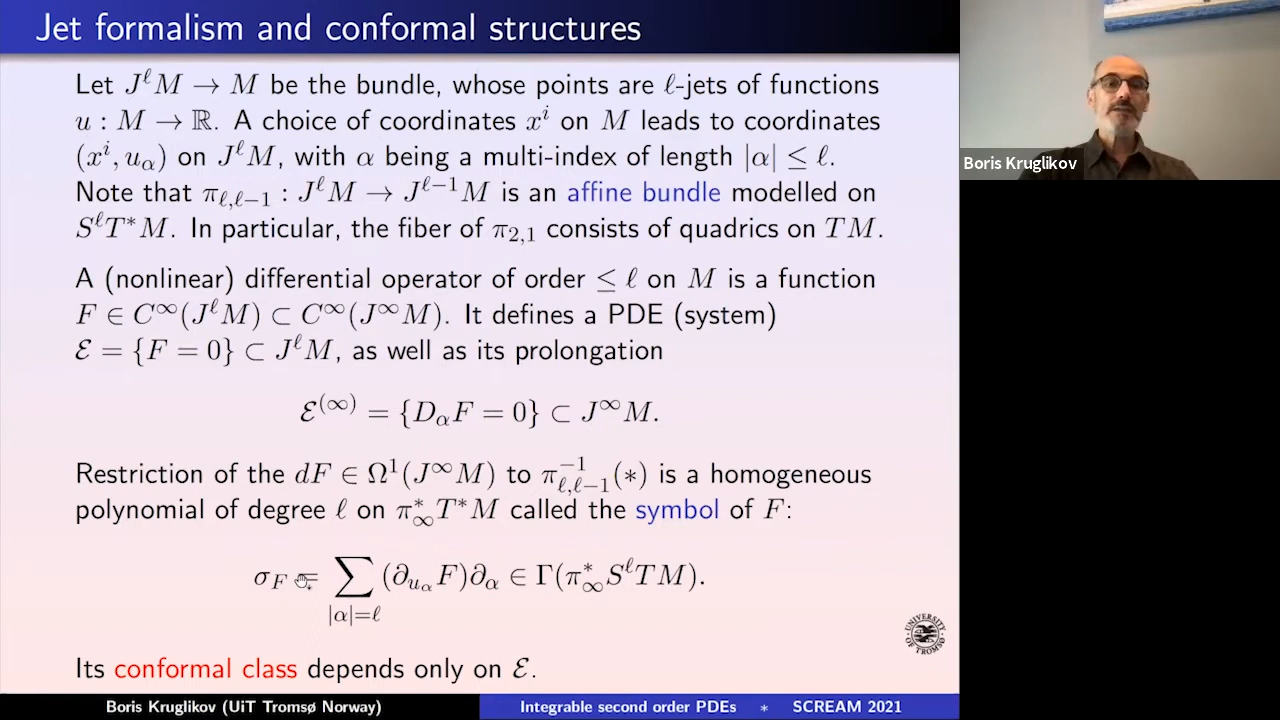 Jet formalism and conformal structures
Let J^ℓM → M be the bundle, whose points are ℓ-jets of functions
u : M → ℝ. A choice of coordinates x^i on M leads to coordinates
(x^i, u_α) on J^ℓM, with α being a multi-index of length |α| ≤ ℓ.
Note that π_{ℓ,ℓ−1} : J^ℓM → J^{ℓ−1}M is an affine bundle modelled on
S^ℓT*M. In particular, the fiber of π_{2,1} consists of quadrics on TM.
A (nonlinear) differential operator of order ≤ ℓ on M is a function
F ∈ C^∞(J^ℓM) ⊂ C^∞(J^∞M). It defines a PDE (system)
ℰ = {F = 0} ⊂ J^ℓM, as well as its prolongation
ℰ^{(∞)} = {D_αF = 0} ⊂ J^∞M.
Restriction of the dF ∈ Ω^1(J^∞M) to π^{−1}_{ℓ,ℓ−1}(*) is a homogeneous
polynomial of degree ℓ on π*_∞T*M called the symbol of F:
σ_F = ∑_{|α|=ℓ} (∂_{u_α}F)∂_α ∈ Γ(π*_∞S^ℓTM).
Its conformal class depends only on ℰ.
UNIVERSITY OF TROMSØ
Boris Kruglikov (UiT Tromsø Norway)
Integrable second order PDEs * SCREAM 2021
Boris Kruglikov